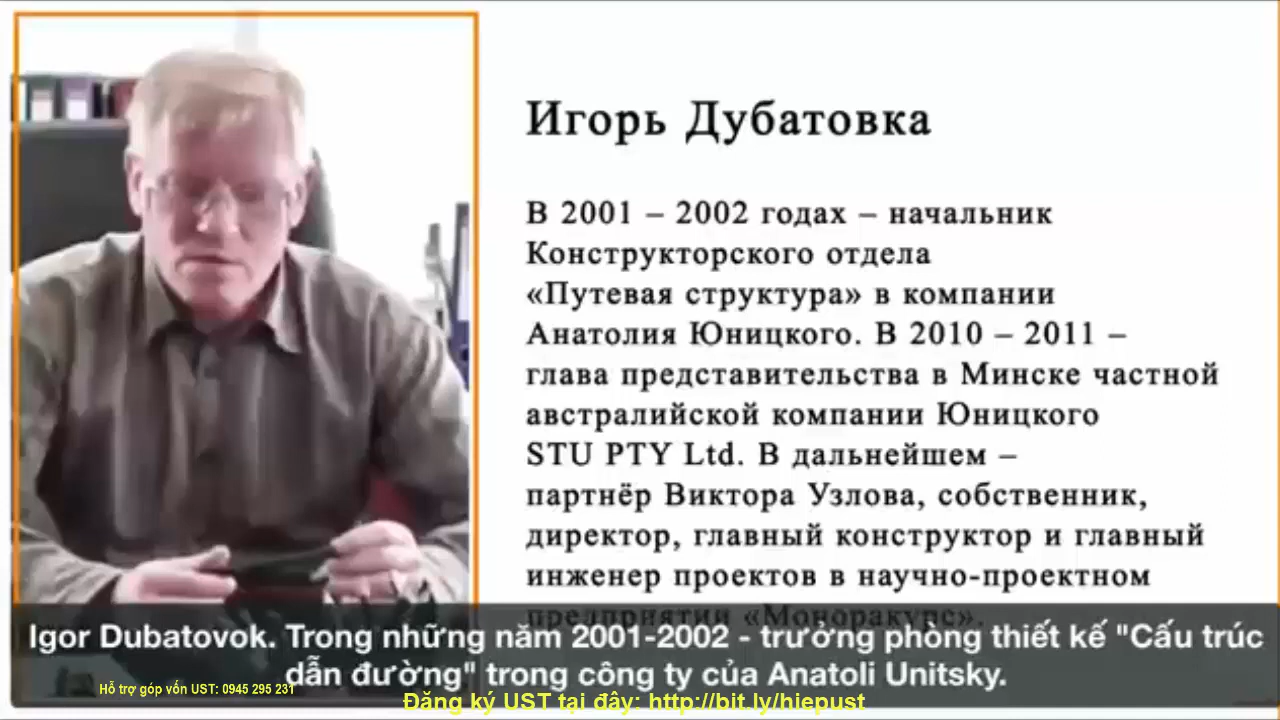 Игорь Дубатовка
В 2001 – 2002 годах – начальник
Конструкторского отдела
«Путевая структура» в компании
Анатолия Юницкого. В 2010 – 2011 –
глава представительства в Минске частной
австралийской компании Юницкого
STU PTY Ltd. В дальнейшем –
партнёр Виктора Узлова, собственник,
директор, главный конструктор и главный
инженер проектов в научно-проектном
предприятии «Моноракурс».
Igor Dubatovok. Trong những năm 2001-2002 - trưởng phòng thiết kế "Cấu trúc
dẫn đường" trong công ty của Anatoli Unitsky.
Hỗ trợ góp vốn UST: 0945 295 231
Đăng ký UST tại đây: http://bit.ly/hiepust